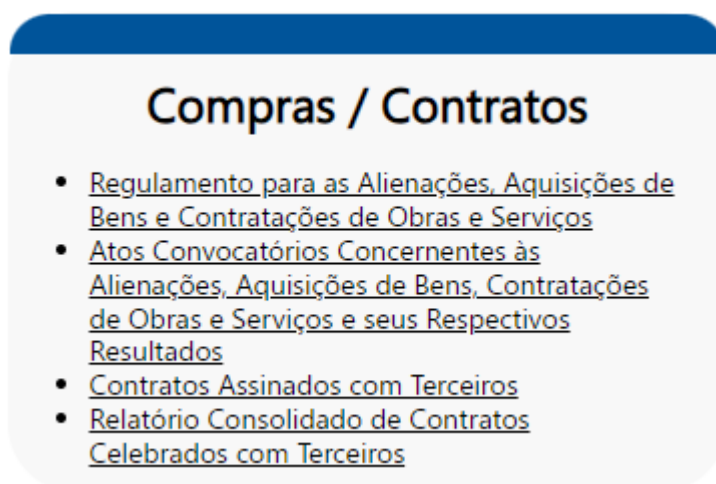 Compras / Contratos
Regulamento para as Alienações, Aquisições de
Bens e Contratações de Obras e Serviços
Atos Convocatórios Concernentes às
Alienações, Aquisições de Bens, Contratações
de Obras e Serviços e seus Respectivos
Resultados
Contratos Assinados com Terceiros
Relatório Consolidado de Contratos
Celebrados com Terceiros